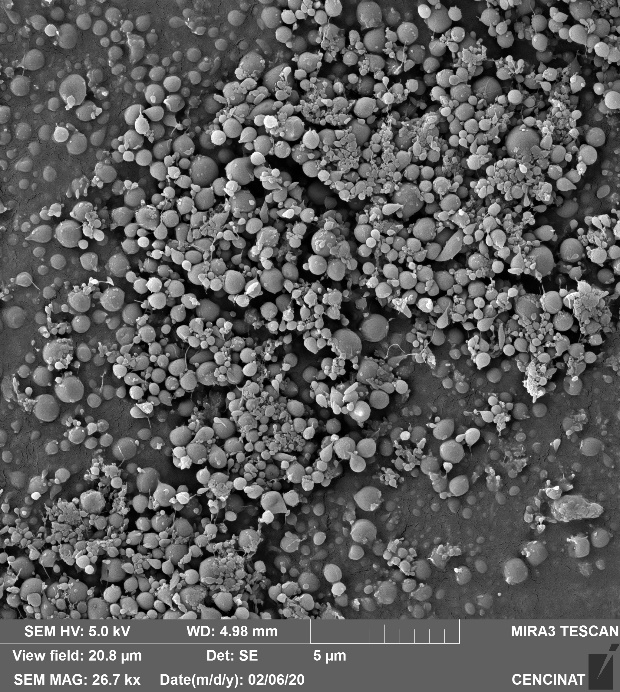 SEM HV: 5.0 kV WD: 4.98 mm MIRA3 TESCAN
View field: 20.8 µm Det: SE 5 µm
SEM MAG: 26.7 kx Date(m/d/y): 02/06/20 CENCINAT